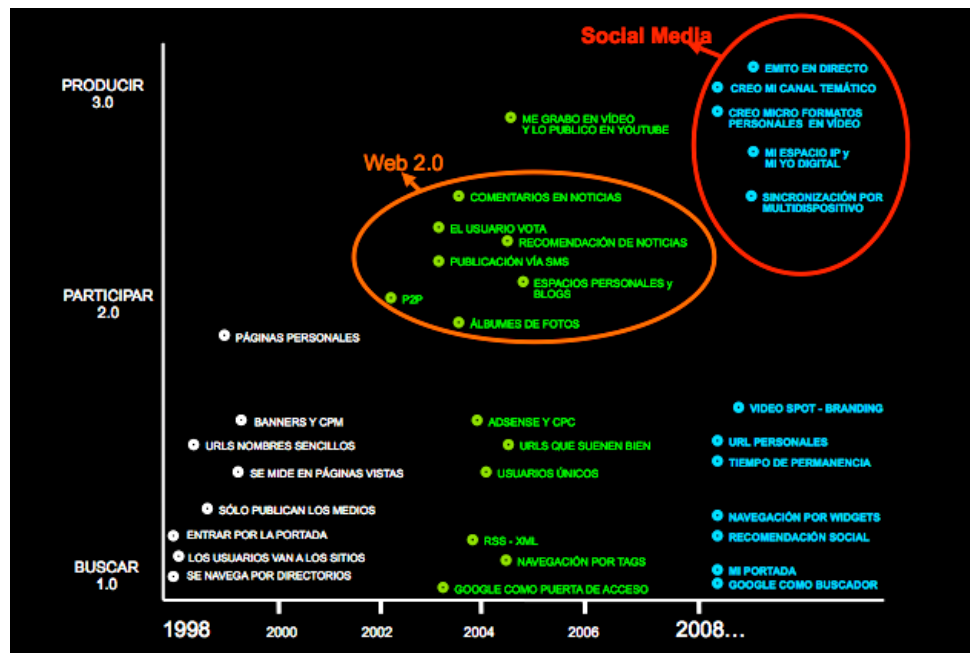 Social Media
PRODUCIR
3.0
EMITO EN DIRECTO
CREO MI CANAL TEMÁTICO
CREO MICRO FORMATOS
PERSONALES EN VÍDEO
ME GRABO EN VÍDEO
Y LO PUBLICO EN YOUTUBE
MI ESPACIO IP y
MI YO DIGITAL
Web 2.0
COMENTARIOS EN NOTICIAS
SINCRONIZACIÓN POR
MULTIDISPOSITIVO
EL USUARIO VOTA
RECOMENDACIÓN DE NOTICIAS
PUBLICACIÓN VÍA SMS
ESPACIOS PERSONALES y
BLOGS
PARTICIPAR
2.0
P2P
ÁLBUMES DE FOTOS
PÁGINAS PERSONALES
VIDEO SPOT - BRANDING
BANNERS Y CPM
ADSENSE Y CPC
URLS NOMBRES SENCILLOS
URLS QUE SUENEN BIEN
URL PERSONALES
TIEMPO DE PERMANENCIA
SE MIDE EN PÁGINAS VISTAS
USUARIOS ÚNICOS
SÓLO PUBLICAN LOS MEDIOS
NAVEGACIÓN POR WIDGETS
ENTRAR POR LA PORTADA
RSS - XML
RECOMENDACIÓN SOCIAL
LOS USUARIOS VAN A LOS SITIOS
NAVEGACIÓN POR TAGS
BUSCAR
1.0
SE NAVEGA POR DIRECTORIOS
MI PORTADA
GOOGLE COMO PUERTA DE ACCESO
GOOGLE COMO BUSCADOR
1998
2000
2002
2004
2006
2008...